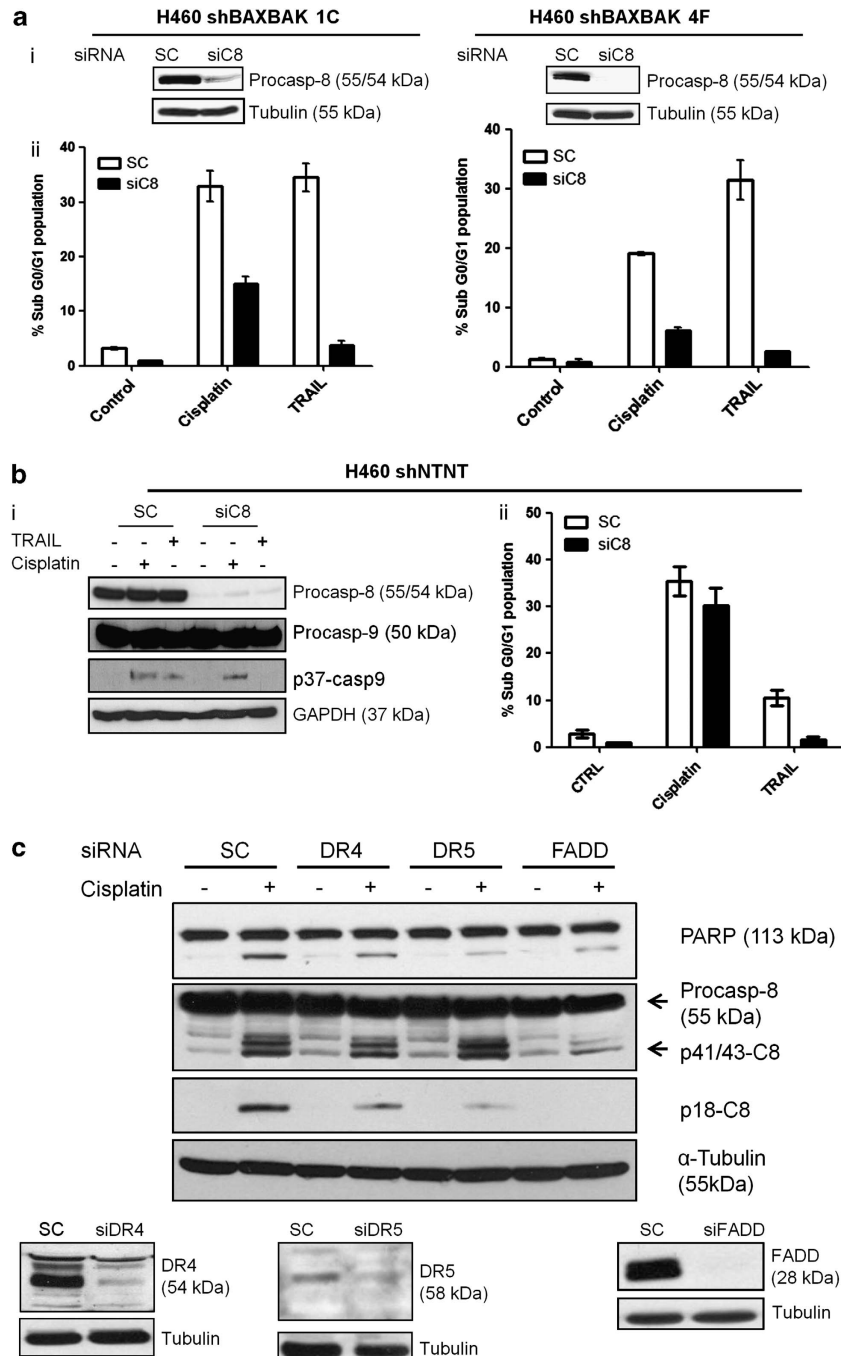 a
H460 shBAXBAK 1C
H460 shBAXBAK 4F
i
siRNA SC siC8
Procasp-8 (55/54 kDa)
Tubulin (55 kDa)
siRNA SC siC8
Procasp-8 (55/54 kDa)
Tubulin (55 kDa)
ii
% Sub G0/G1 population
40
30
20
10
0
SC
siC8
Control
Cisplatin
TRAIL
% Sub G0/G1 population
40
30
20
10
0
SC
siC8
Control
Cisplatin
TRAIL
b
H460 shNTNT
i
SC siC8
TRAIL - - + - - +
Cisplatin - + - - + -
Procasp-8 (55/54 kDa)
Procasp-9 (50 kDa)
p37-casp9
GAPDH (37 kDa)
ii
% Sub G0/G1 population
50
40
30
20
10
0
SC
siC8
CTRL
Cisplatin
TRAIL
c
siRNA SC DR4 DR5 FADD
Cisplatin - + - + - + - +
PARP (113 kDa)
Procasp-8
(55 kDa)
p41/43-C8
p18-C8
α-Tubulin
(55kDa)
SC siDR4
DR4
(54 kDa)
Tubulin
SC siDR5
DR5
(58 kDa)
Tubulin
SC siFADD
FADD
(28 kDa)
Tubulin